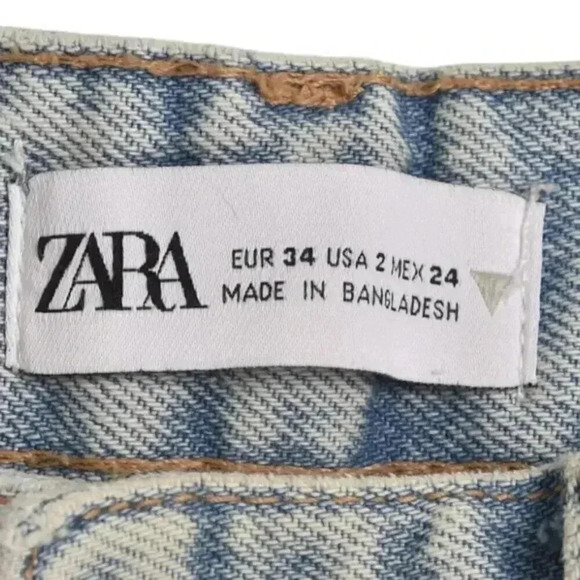 ZARA
EUR 34 USA 2 MEX 24
MADE IN BANGLADESH